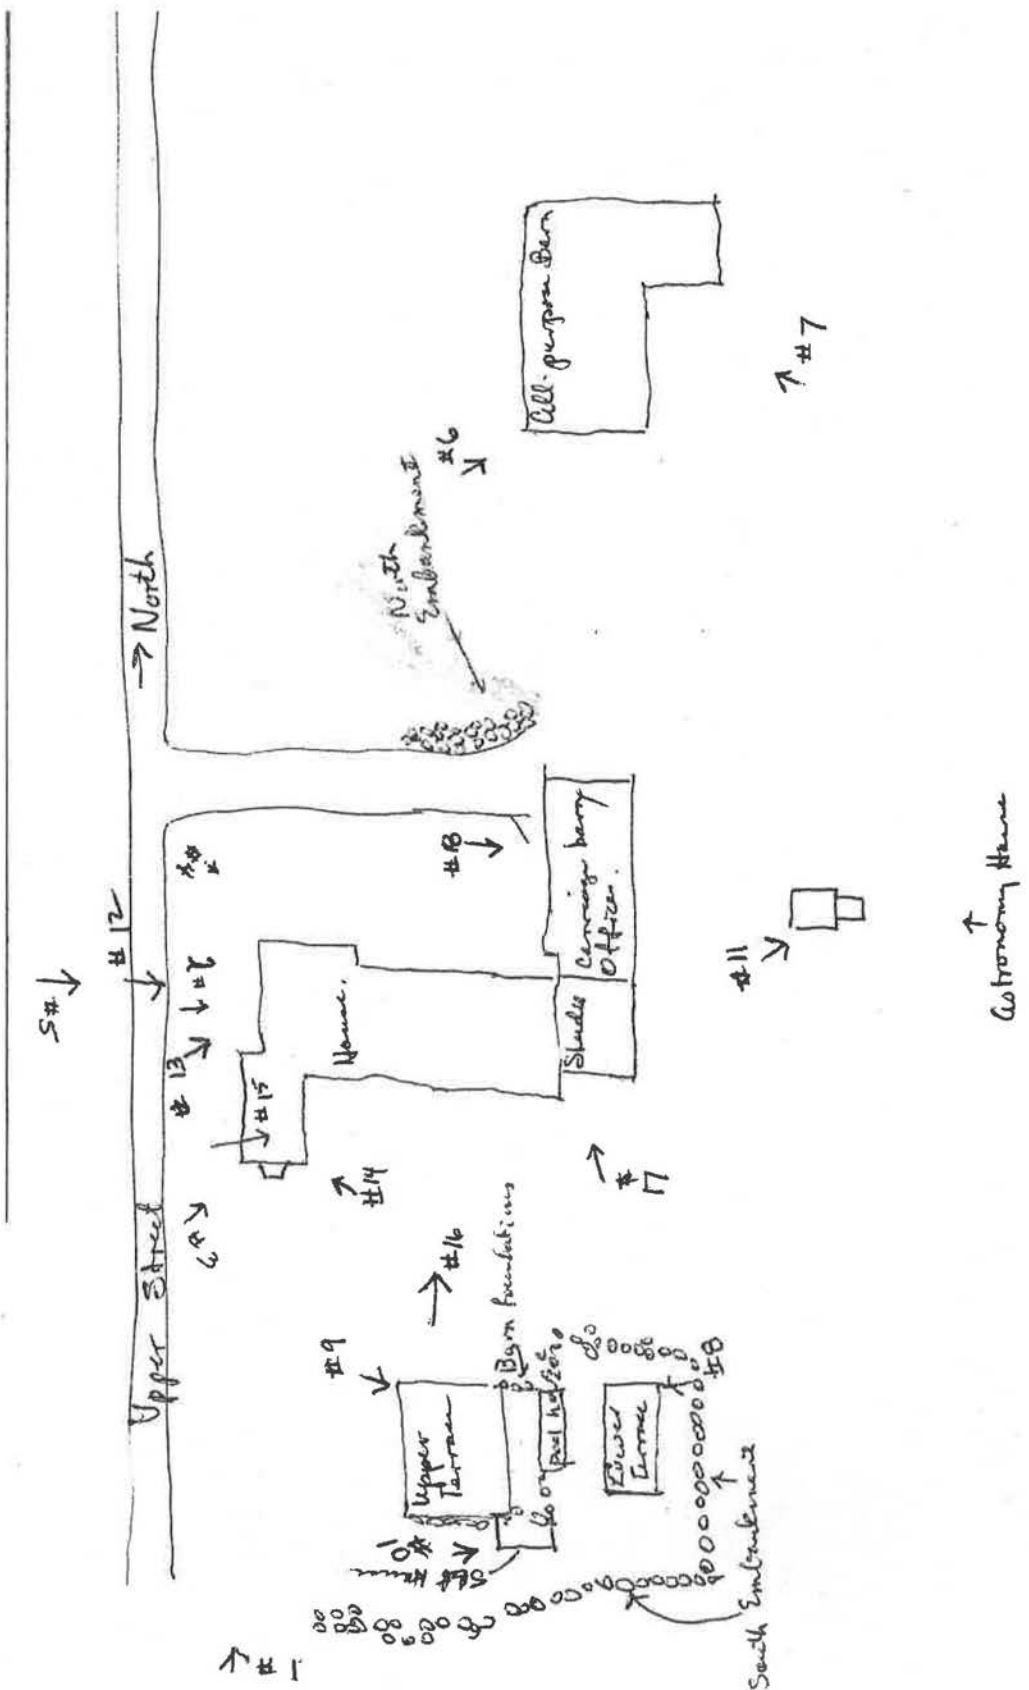 Upper Street
→ North
#5
#12
#13
#2
#4
#3
#15
House.
#14
#18
Carriage barn
Offices.
Sheds
North
Embankment
#6
All-purpose Barn
#7
#11
Astronomy House
#17
#16
#9
Upper
Terrace
Barn foundations
pool house
Lower
Terrace
#8
#10
South Embankment
#1